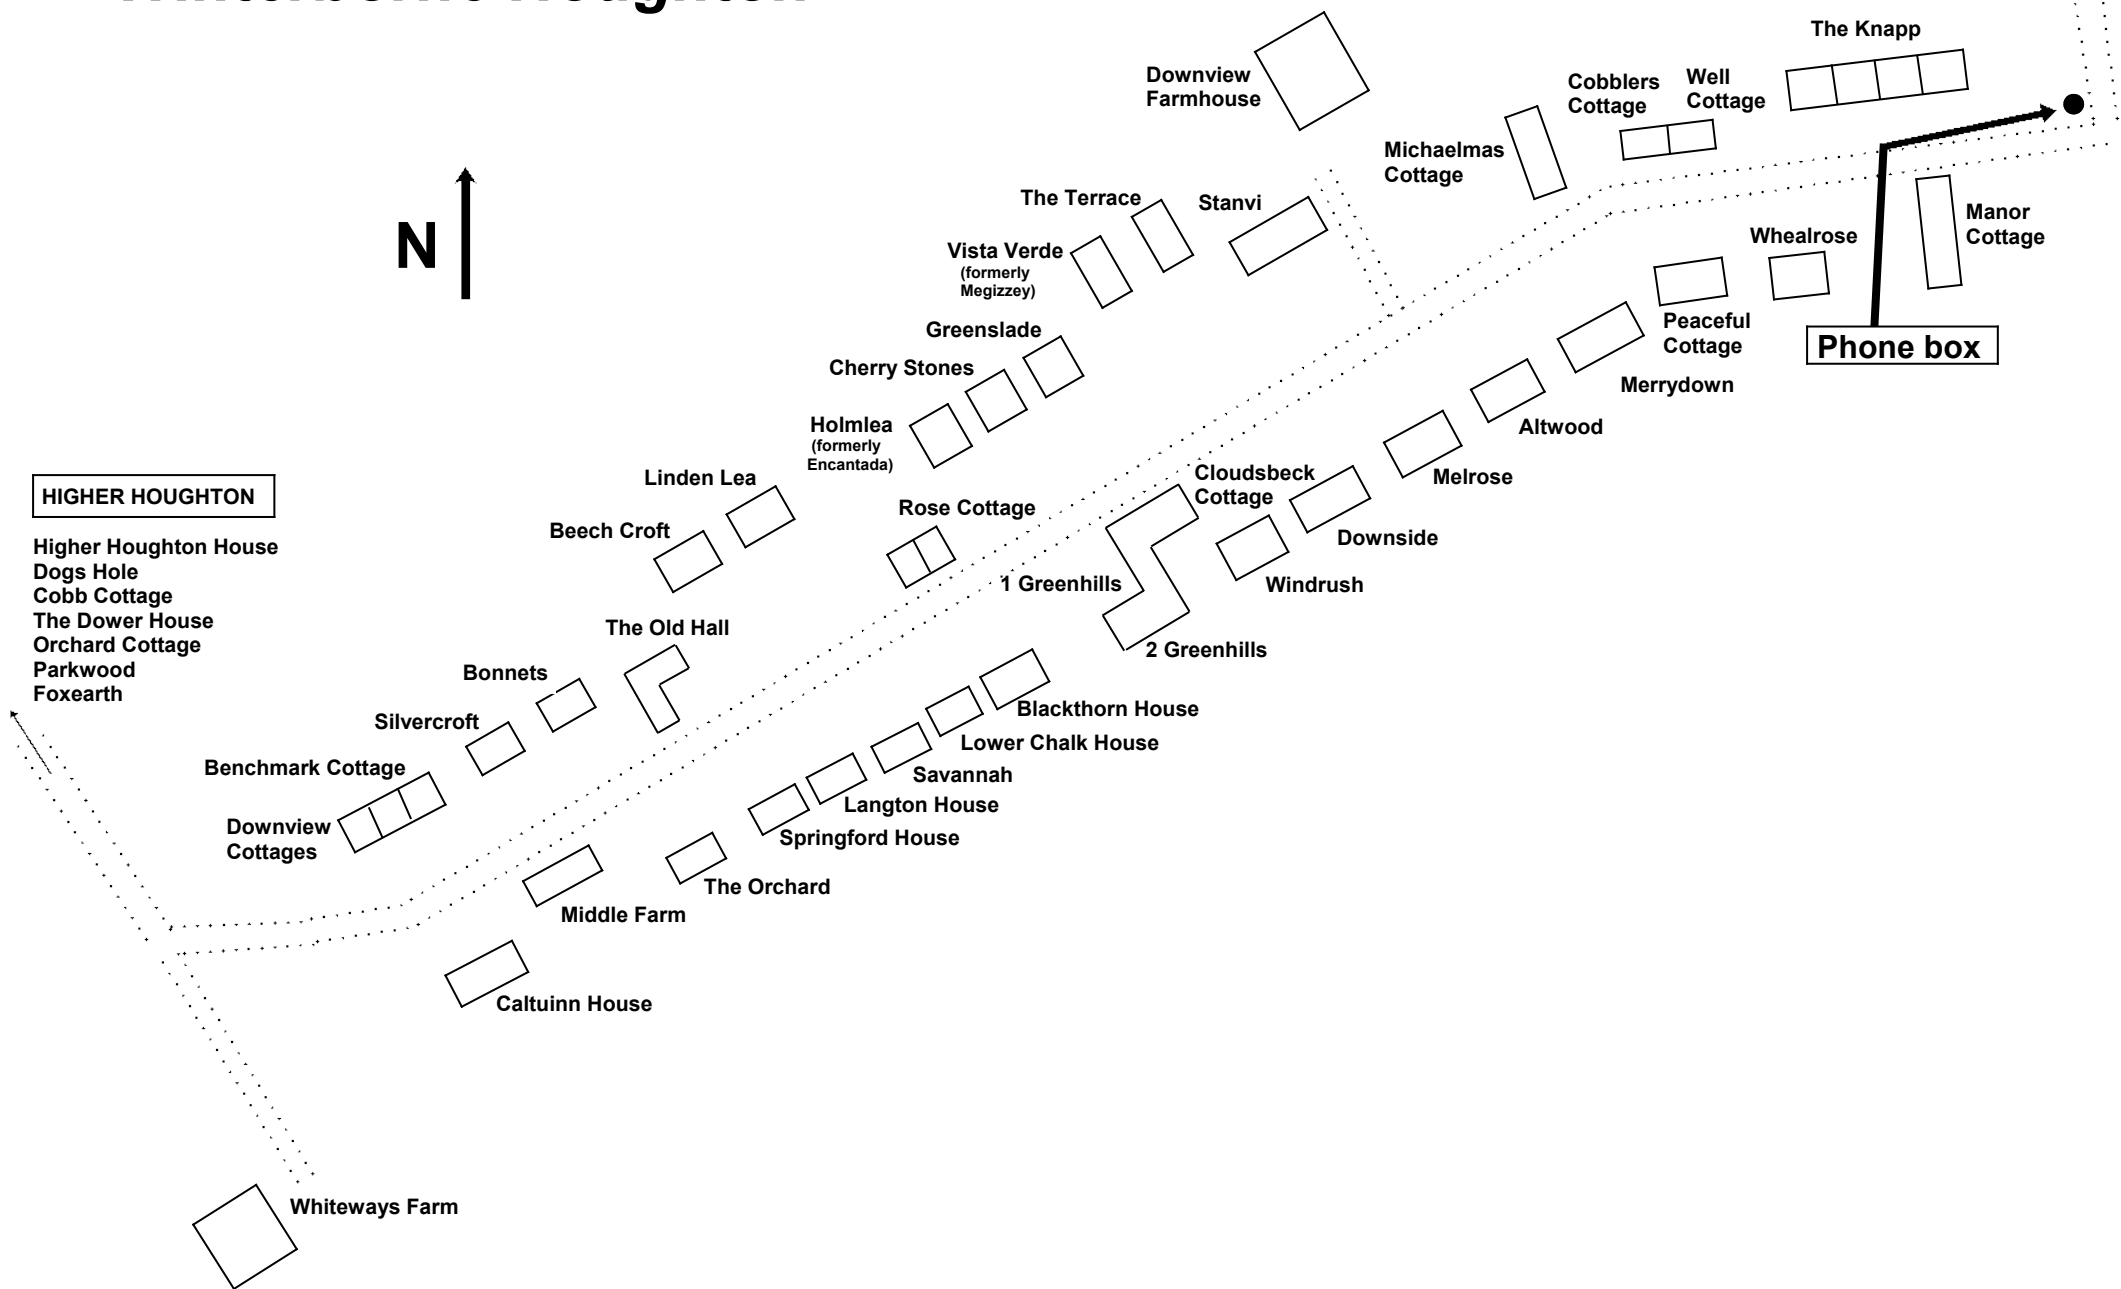 The Knapp
Downview
Farmhouse
Cobblers
Cottage
Well
Cottage
Michaelmas
Cottage
The Terrace
Stanvi
N
Vista Verde
(formerly
Megizzey)
Manor
Cottage
Whealrose
Greenslade
Peaceful
Cottage
Phone box
Cherry Stones
Merrydown
Holmlea
(formerly
Encantada)
Altwood
Linden Lea
Cloudsbeck
Cottage
Melrose
HIGHER HOUGHTON
Rose Cottage
Beech Croft
Downside
Higher Houghton House
Dogs Hole
Cobb Cottage
The Dower House
Orchard Cottage
Parkwood
Foxearth
1 Greenhills
Windrush
The Old Hall
2 Greenhills
Bonnets
Blackthorn House
Silvercroft
Lower Chalk House
Benchmark Cottage
Savannah
Langton House
Downview
Cottages
Springford House
The Orchard
Middle Farm
Caltuinn House
Whiteways Farm